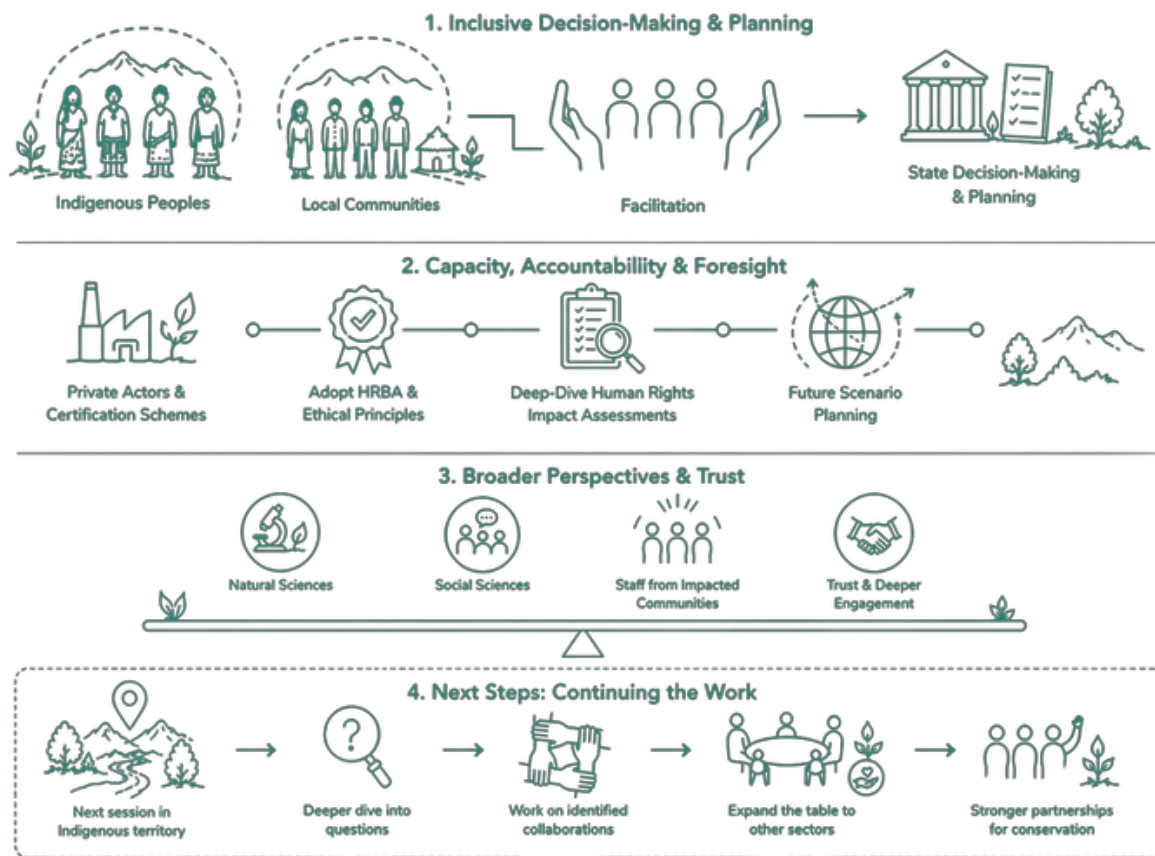 1. Inclusive Decision-Making & Planning
Indigenous Peoples
Local Communities
Facilitation
State Decision-Making
& Planning
2. Capacity, Accountability & Foresight
Private Actors &
Certification Schemes
Adopt HRBA &
Ethical Principles
Deep-Dive Human Rights
Impact Assessments
Future Scenario
Planning
3. Broader Perspectives & Trust
Natural Sciences
Social Sciences
Staff from Impacted
Communities
Trust & Deeper
Engagement
4. Next Steps: Continuing the Work
?
Next session in
Indigenous territory
Deeper dive into
questions
Work on identified
collaborations
Expand the table to
other sectors
Stronger partnerships
for conservation